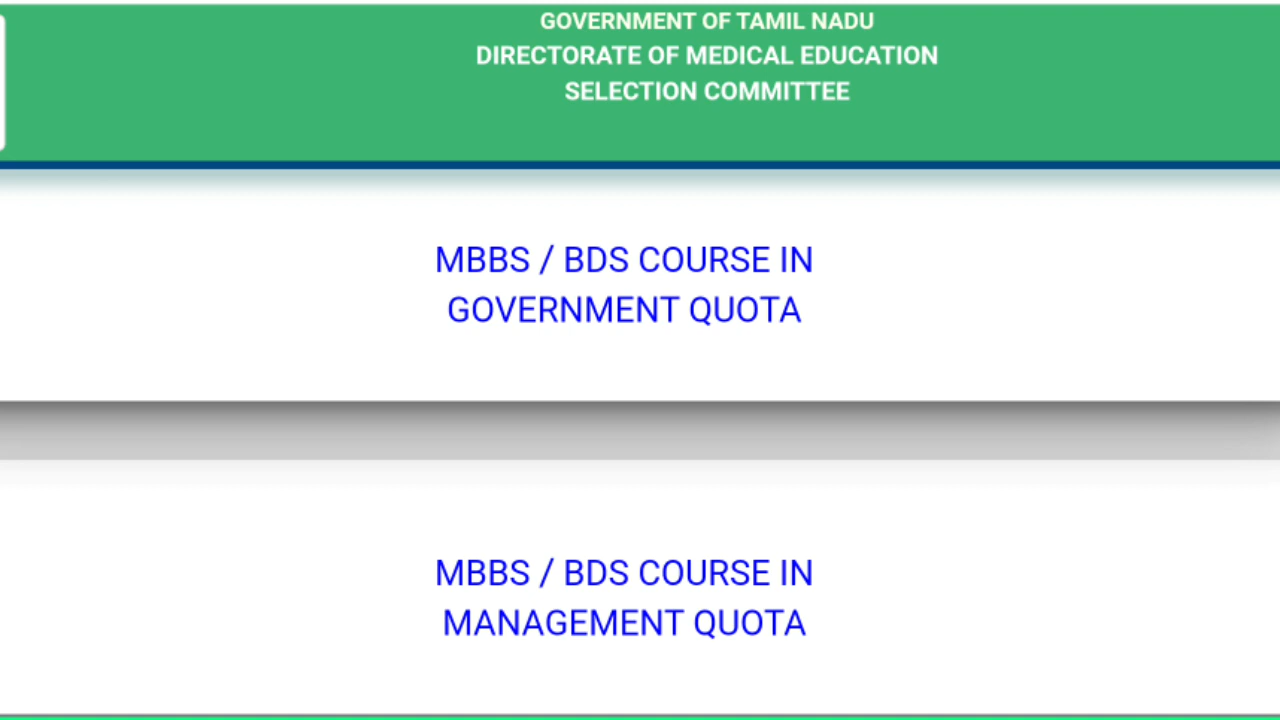 GOVERNMENT OF TAMIL NADU
DIRECTORATE OF MEDICAL EDUCATION
SELECTION COMMITTEE
MBBS / BDS COURSE IN
GOVERNMENT QUOTA
MBBS / BDS COURSE IN
MANAGEMENT QUOTA